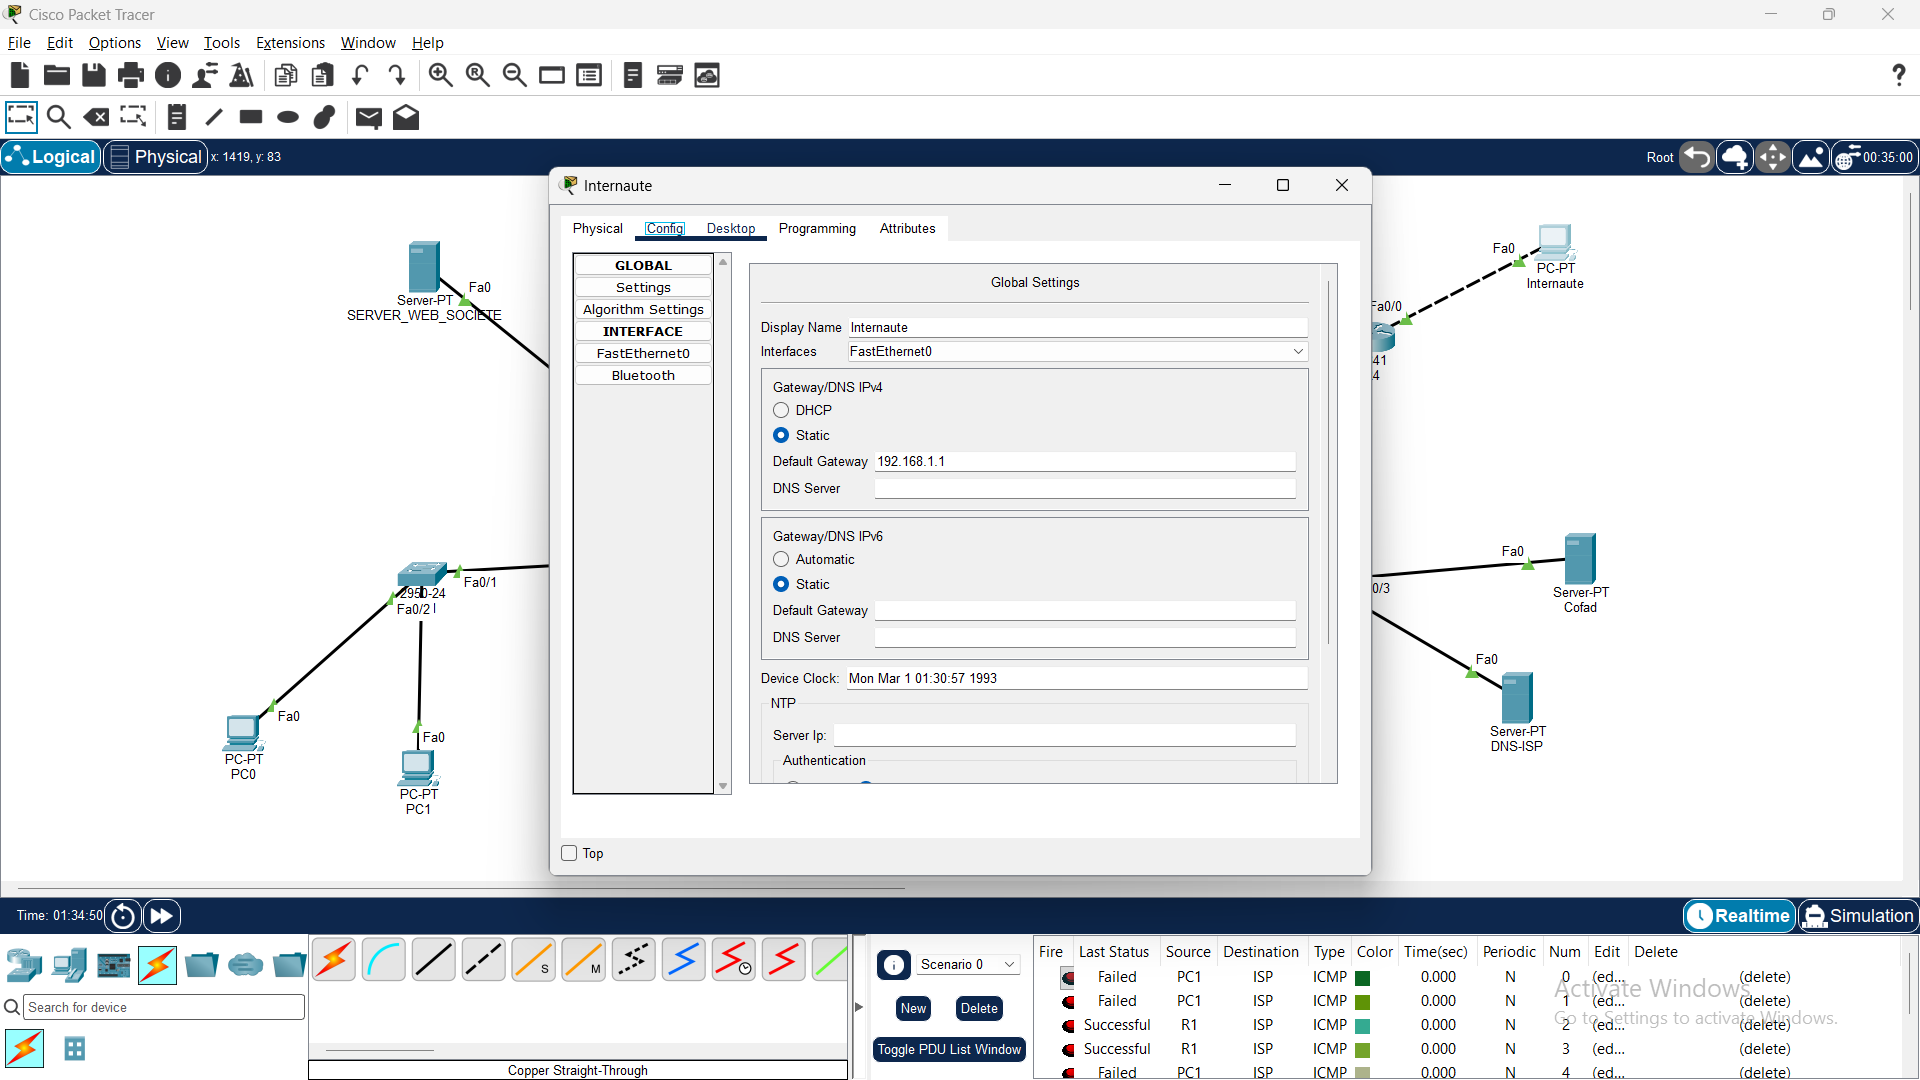 Cisco Packet Tracer
File Edit Options View Tools Extensions Window Help
Logical Physical x: 1419, y: 83 Root 00:35:00
Internaute
Physical Config Desktop Programming Attributes
GLOBAL
Settings
Algorithm Settings
INTERFACE
FastEthernet0
Bluetooth
Global Settings
Display Name Internaute
Interfaces FastEthernet0
Gateway/DNS IPv4
DHCP
Static
Default Gateway 192.168.1.1
DNS Server
Gateway/DNS IPv6
Automatic
Static
Default Gateway
DNS Server
Device Clock: Mon Mar 1 01:30:57 1993
NTP
Server Ip:
Authentication
Top
Fa0
Server-PT
SERVER_WEB_SOCIETE
Fa0/1
2950-24
Fa0/2
Fa0
PC-PT
PC0
Fa0
PC-PT
PC1
Fa0
PC-PT
Internaute
Fa0/0
41
4
Fa0
Server-PT
Cofad
0/3
Fa0
Server-PT
DNS-ISP
Time: 01:34:50 Realtime Simulation
Search for device
S M
Copper Straight-Through
Scenario 0
New Delete
Toggle PDU List Window
Fire Last Status Source Destination Type Color Time(sec) Periodic Num Edit Delete
Failed PC1 ISP ICMP 0.000 N 0 (ed... (delete)
Failed PC1 ISP ICMP 0.000 N 1 (ed... (delete)
Successful R1 ISP ICMP 0.000 N 2 (ed... (delete)
Successful R1 ISP ICMP 0.000 N 3 (ed... (delete)
Failed PC1 ISP ICMP 0.000 N 4 (ed... (delete)
Activate Windows
Go to Settings to activate Windows.